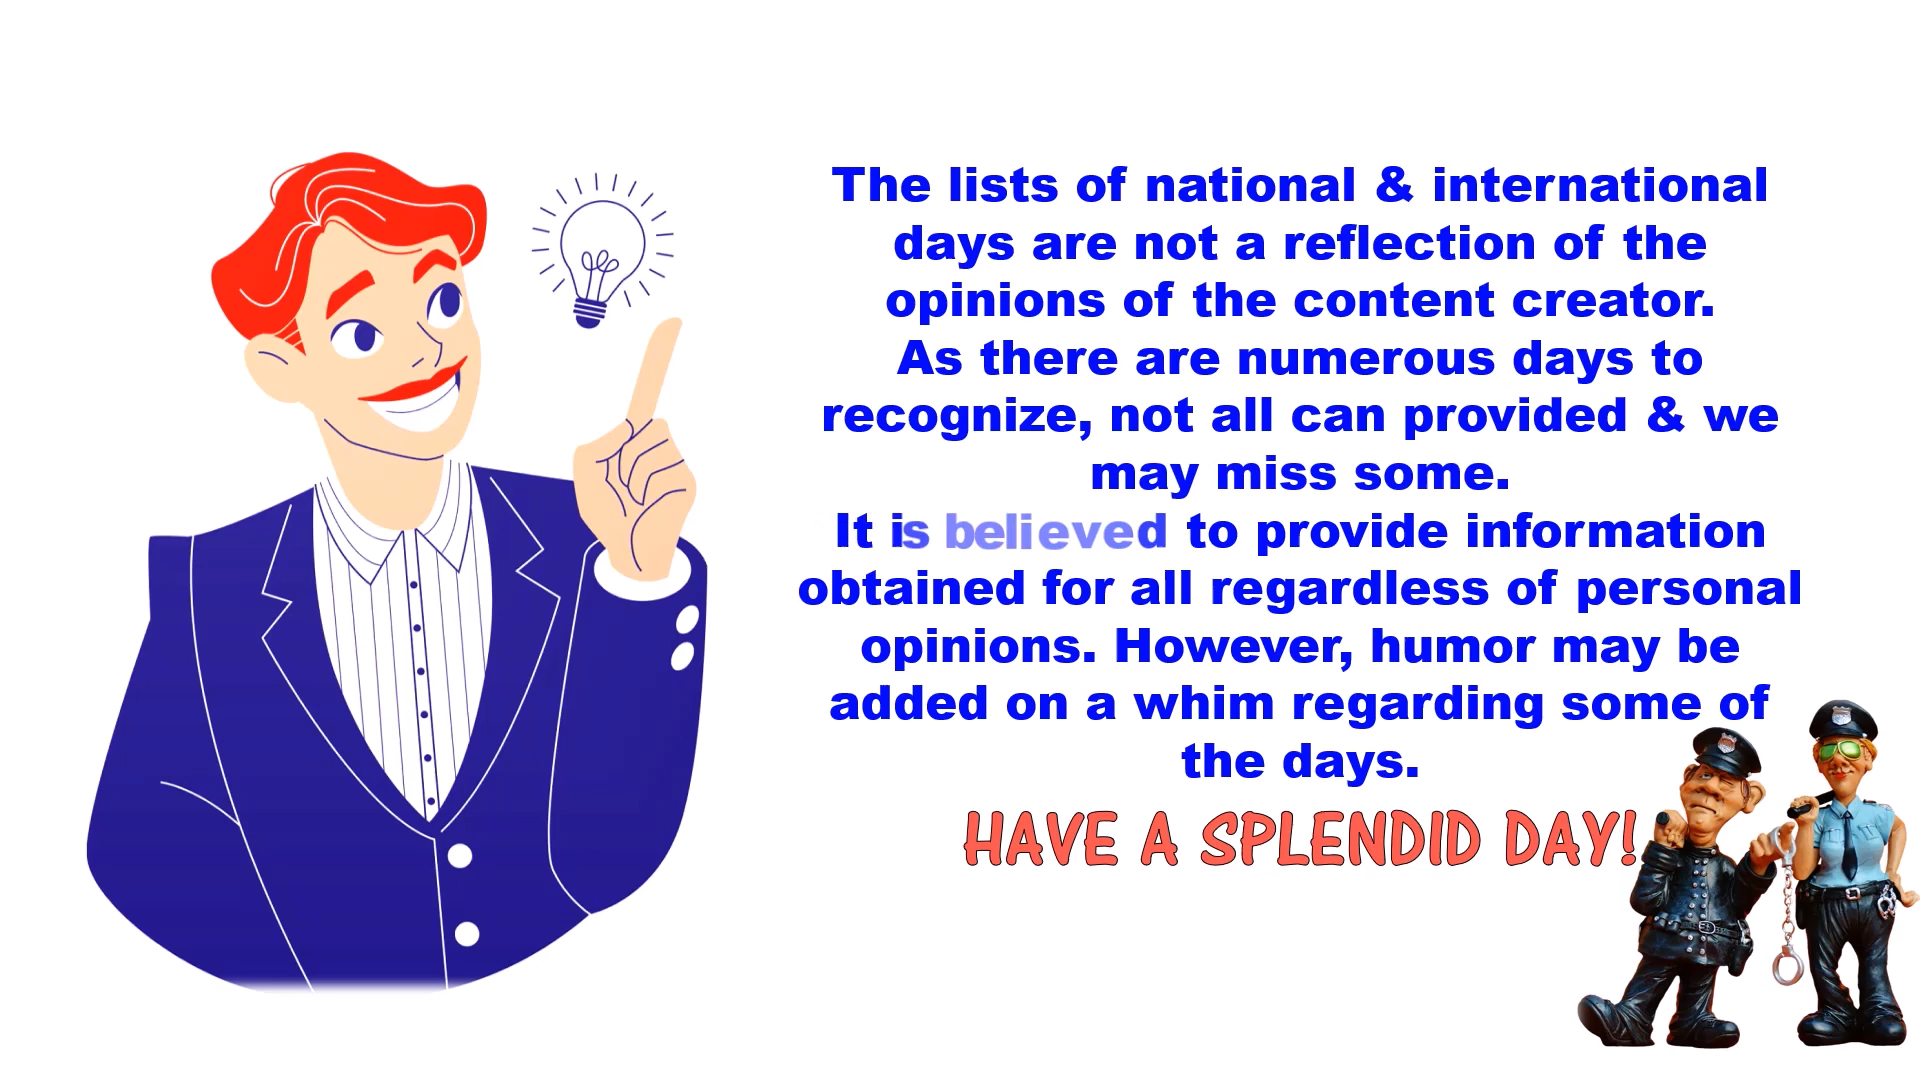 The lists of national & international
days are not a reflection of the
opinions of the content creator.
As there are numerous days to
recognize, not all can provided & we
may miss some.
It is believed to provide information
obtained for all regardless of personal
opinions. However, humor may be
added on a whim regarding some of
the days.
HAVE A SPLENDID DAY!